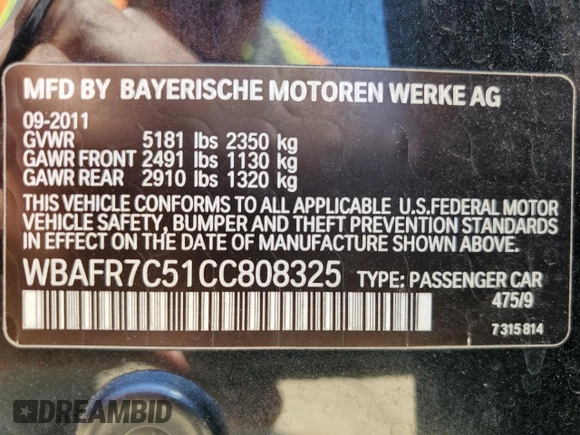 MFD BY BAYERISCHE MOTOREN WERKE AG
09-2011
GVWR 5181 lbs 2350 kg
GAWR FRONT 2491 lbs 1130 kg
GAWR REAR 2910 lbs 1320 kg
THIS VEHICLE CONFORMS TO ALL APPLICABLE U.S.FEDERAL MOTOR
VEHICLE SAFETY, BUMPER AND THEFT PREVENTION STANDARDS
IN EFFECT ON THE DATE OF MANUFACTURE SHOWN ABOVE.
WBAFR7C51CC808325 TYPE: PASSENGER CAR
475/9
7 315 814
DREAMBID